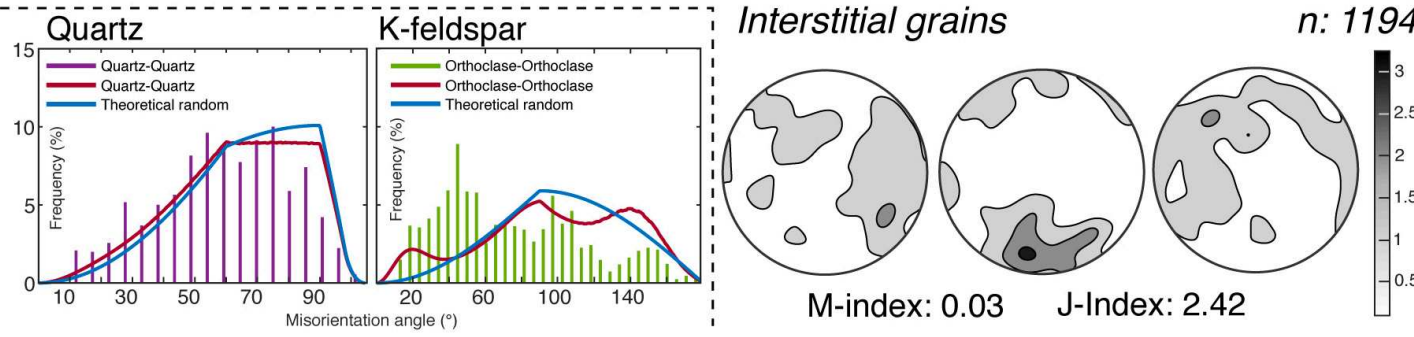 Quartz
K-feldspar
Interstitial grains
n: 1194
15
10
5
0
Frequency (%)
Quartz-Quartz
Quartz-Quartz
Theoretical random
10 30 50 70 90
Frequency (%)
Orthoclase-Orthoclase
Orthoclase-Orthoclase
Theoretical random
20 60 100 140
Misorientation angle (°)
M-index: 0.03 J-Index: 2.42
3
2.5
2
1.5
1
0.5